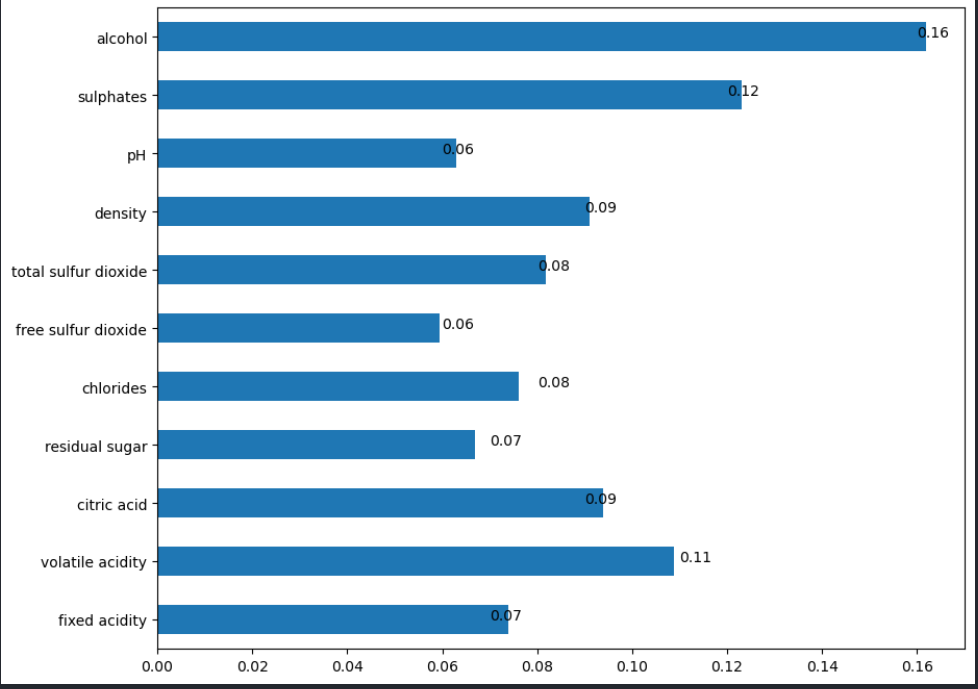 alcohol 0.16
sulphates 0.12
pH 0.06
density 0.09
total sulfur dioxide 0.08
free sulfur dioxide 0.06
chlorides 0.08
residual sugar 0.07
citric acid 0.09
volatile acidity 0.11
fixed acidity 0.07
0.00 0.02 0.04 0.06 0.08 0.10 0.12 0.14 0.16